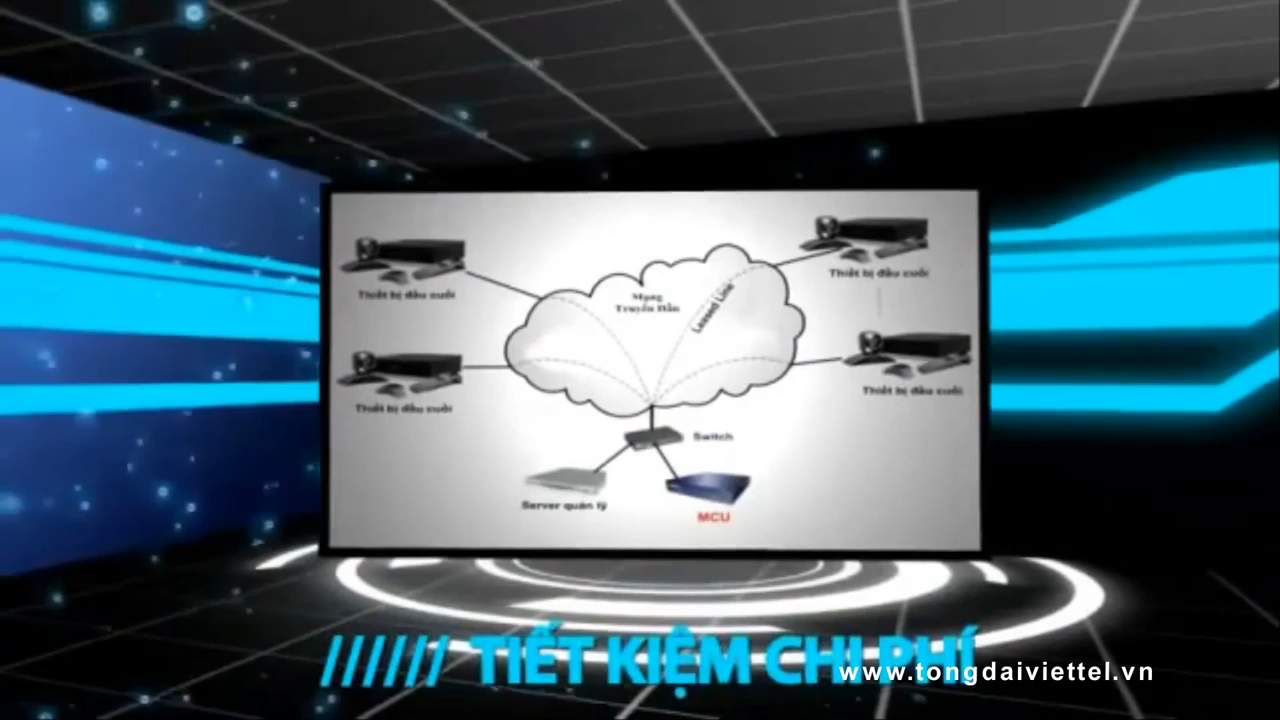 Thiết bị đầu cuối
Thiết bị đầu cuối
Mạng
Truyền Dẫn
Leased Line
Thiết bị đầu cuối
Thiết bị đầu cuối
Switch
Server quản lý
MCU
////// TIẾT KIỆM CHI PHÍ
www.tongdaiviettel.vn